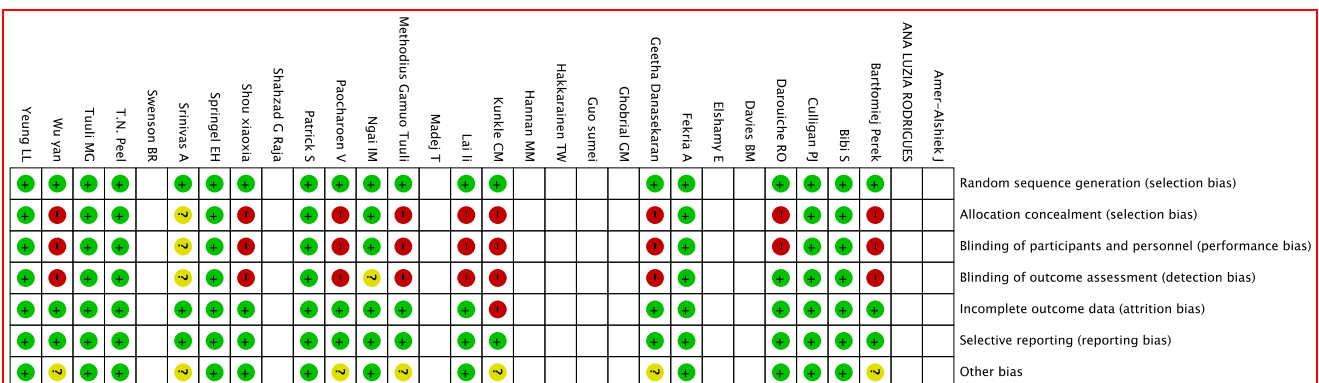 Yeung LL
Wu yan
Tuuli MG
T.N. Peel
Swenson BR
Srinivas A
Springel EH
Shou xiaoxia
Shahzad G Raja
Patrick S
Paocharoen V
Ngai IM
Methodius Gamuo Tuuli
Madej T
Lai li
Kunkle CM
Hannan MM
Hakkarainen TW
Guo sumei
Ghobrial GM
Geetha Danasekaran
Fekria A
Elshamy E
Davies BM
Darouiche RO
Culligan PJ
Bibi S
Bartłomiej Perek
ANA LUZIA RODRIGUES
Amer-Alshiek J
+ + + + + + + + + + + + + + + + + + Random sequence generation (selection bias)
+ - + + ? + - + - + - - - - + - + + - Allocation concealment (selection bias)
+ - + + ? + - + - + - - - - + - + + - Blinding of participants and personnel (performance bias)
+ - + + ? + - + - ? - - - - + + + + - Blinding of outcome assessment (detection bias)
+ + + + + + + + + + + + - + + + + + + Incomplete outcome data (attrition bias)
+ + + + + + + + + + + + + + + + + + + Selective reporting (reporting bias)
+ ? + + ? + + + ? + ? + ? ? + + + + ? Other bias